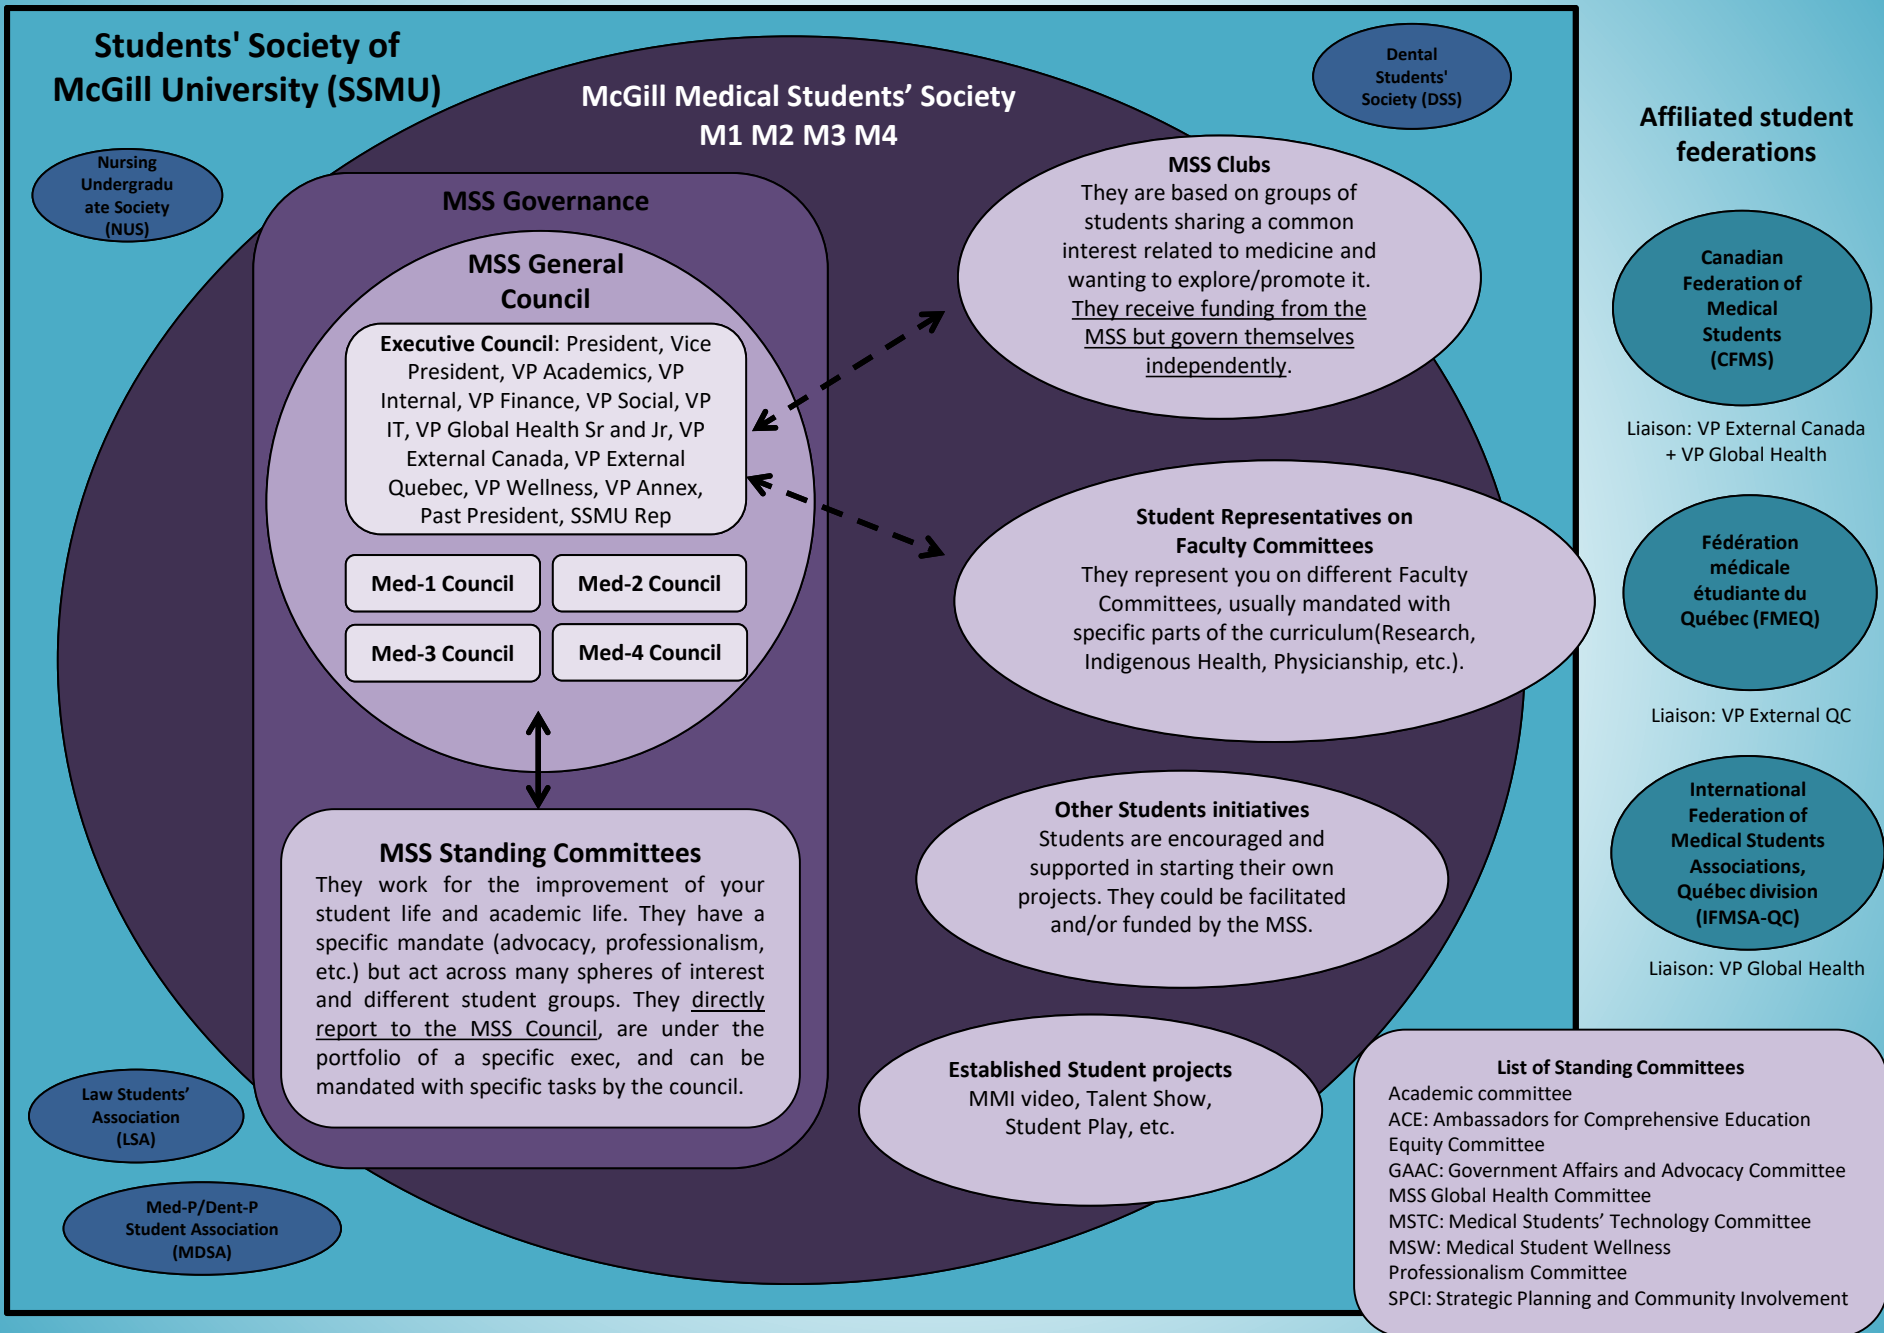 Students' Society of
McGill University (SSMU)
McGill Medical Students’ Society
M1 M2 M3 M4
Dental
Students'
Society (DSS)
Nursing
Undergradu
ate Society
(NUS)
MSS Governance
MSS General
Council
Executive Council: President, Vice
President, VP Academics, VP
Internal, VP Finance, VP Social, VP
IT, VP Global Health Sr and Jr, VP
External Canada, VP External
Quebec, VP Wellness, VP Annex,
Past President, SSMU Rep
Med-1 Council
Med-2 Council
Med-3 Council
Med-4 Council
MSS Standing Committees
They work for the improvement of your
student life and academic life. They have a
specific mandate (advocacy, professionalism,
etc.) but act across many spheres of interest
and different student groups. They directly
report to the MSS Council, are under the
portfolio of a specific exec, and can be
mandated with specific tasks by the council.
Law Students’
Association
(LSA)
Med-P/Dent-P
Student Association
(MDSA)
MSS Clubs
They are based on groups of
students sharing a common
interest related to medicine and
wanting to explore/promote it.
They receive funding from the
MSS but govern themselves
independently.
Student Representatives on
Faculty Committees
They represent you on different Faculty
Committees, usually mandated with
specific parts of the curriculum(Research,
Indigenous Health, Physicianship, etc.).
Other Students initiatives
Students are encouraged and
supported in starting their own
projects. They could be facilitated
and/or funded by the MSS.
Established Student projects
MMI video, Talent Show,
Student Play, etc.
Affiliated student
federations
Canadian
Federation of
Medical
Students
(CFMS)
Liaison: VP External Canada
+ VP Global Health
Fédération
médicale
étudiante du
Québec (FMEQ)
Liaison: VP External QC
International
Federation of
Medical Students
Associations,
Québec division
(IFMSA-QC)
Liaison: VP Global Health
List of Standing Committees
Academic committee
ACE: Ambassadors for Comprehensive Education
Equity Committee
GAAC: Government Affairs and Advocacy Committee
MSS Global Health Committee
MSTC: Medical Students’ Technology Committee
MSW: Medical Student Wellness
Professionalism Committee
SPCI: Strategic Planning and Community Involvement